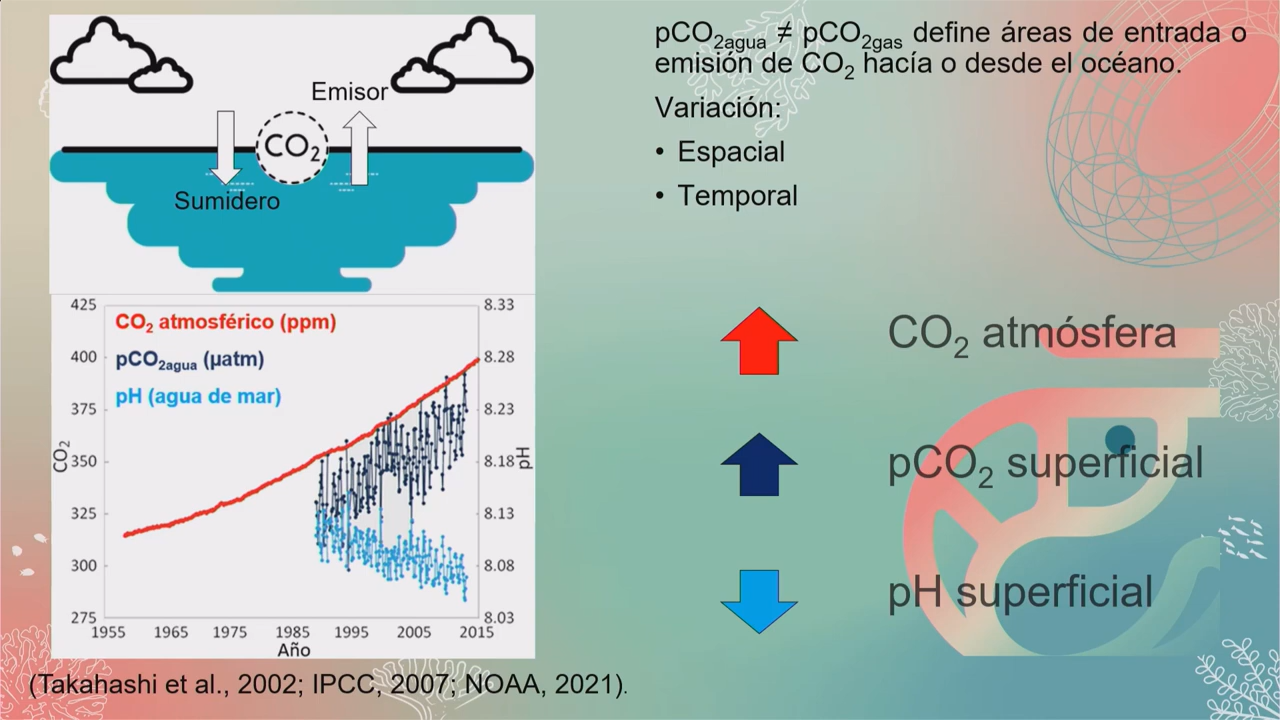 Emisor
CO₂
Sumidero
pCO₂agua ≠ pCO₂gas define áreas de entrada o
emisión de CO₂ hacía o desde el océano.
Variación:
• Espacial
• Temporal
425
400
375
350
325
300
275
CO₂
CO₂ atmosférico (ppm)
pCO₂agua (µatm)
pH (agua de mar)
8.33
8.28
8.23
8.18
8.13
8.08
8.03
pH
1955 1965 1975 1985 1995 2005 2015
Año
CO₂ atmósfera
pCO₂ superficial
pH superficial
(Takahashi et al., 2002; IPCC, 2007; NOAA, 2021).